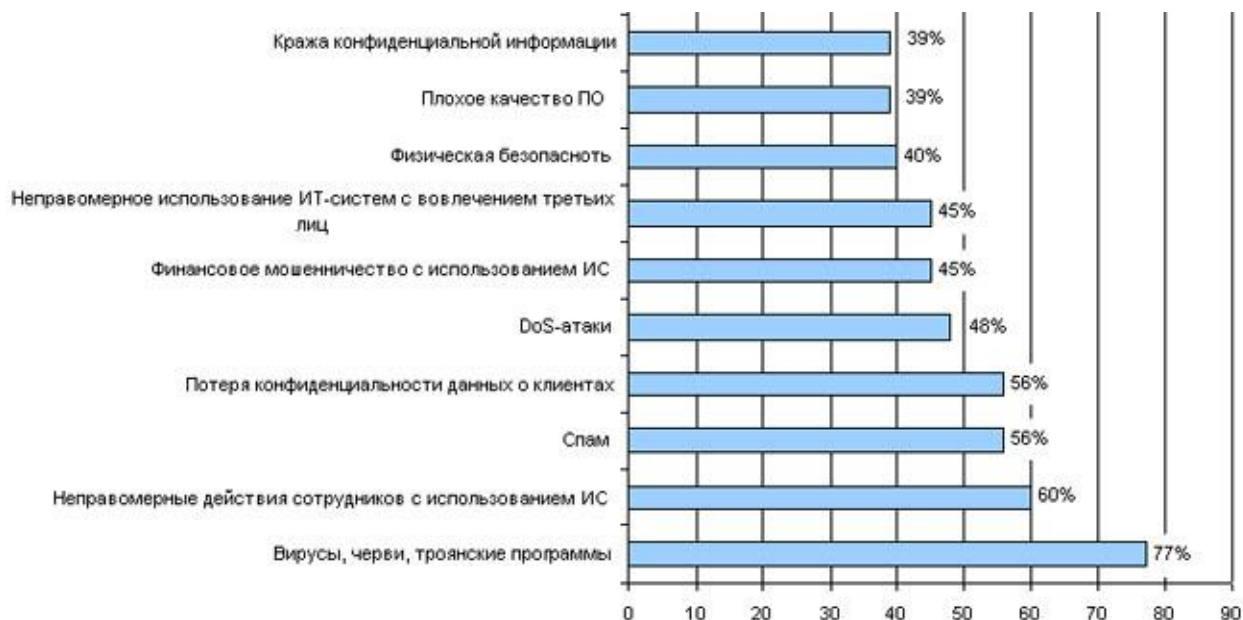 Кража конфиденциальной информации 39%
Плохое качество ПО 39%
Физическая безопасноть 40%
Неправомерное использование ИТ-систем с вовлечением третьих
лиц 45%
Финансовое мошенничество с использованием ИС 45%
DoS-атаки 48%
Потеря конфиденциальности данных о клиентах 56%
Спам 56%
Неправомерные действия сотрудников с использованием ИС 60%
Вирусы, черви, троянские программы 77%
0 10 20 30 40 50 60 70 80 90